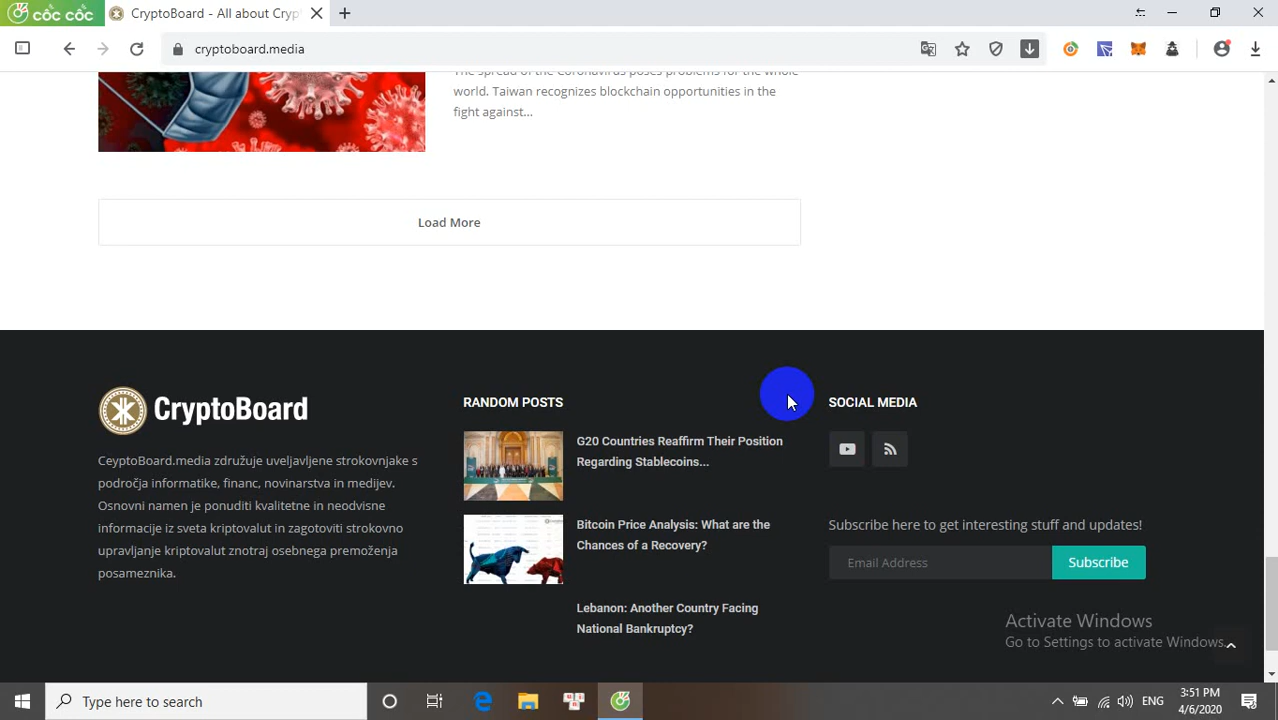 cốc cốc
CryptoBoard - All about Cryp
cryptoboard.media
The spread of the Coronavirus poses problems for the whole
world. Taiwan recognizes blockchain opportunities in the
fight against...
Load More
CryptoBoard
CeyptoBoard.media združuje uveljavljene strokovnjake s
področja informatike, financ, novinarstva in medijev.
Osnovni namen je ponuditi kvalitetne in neodvisne
informacije iz sveta kriptovalut in zagotoviti strokovno
upravljanje kriptovalut znotraj osebnega premoženja
posameznika.
RANDOM POSTS
G20 Countries Reaffirm Their Position
Regarding Stablecoins...
Bitcoin Price Analysis: What are the
Chances of a Recovery?
Lebanon: Another Country Facing
National Bankruptcy?
SOCIAL MEDIA
Subscribe here to get interesting stuff and updates!
Email Address
Subscribe
Activate Windows
Go to Settings to activate Windows.
Type here to search
ENG
3:51 PM
4/6/2020